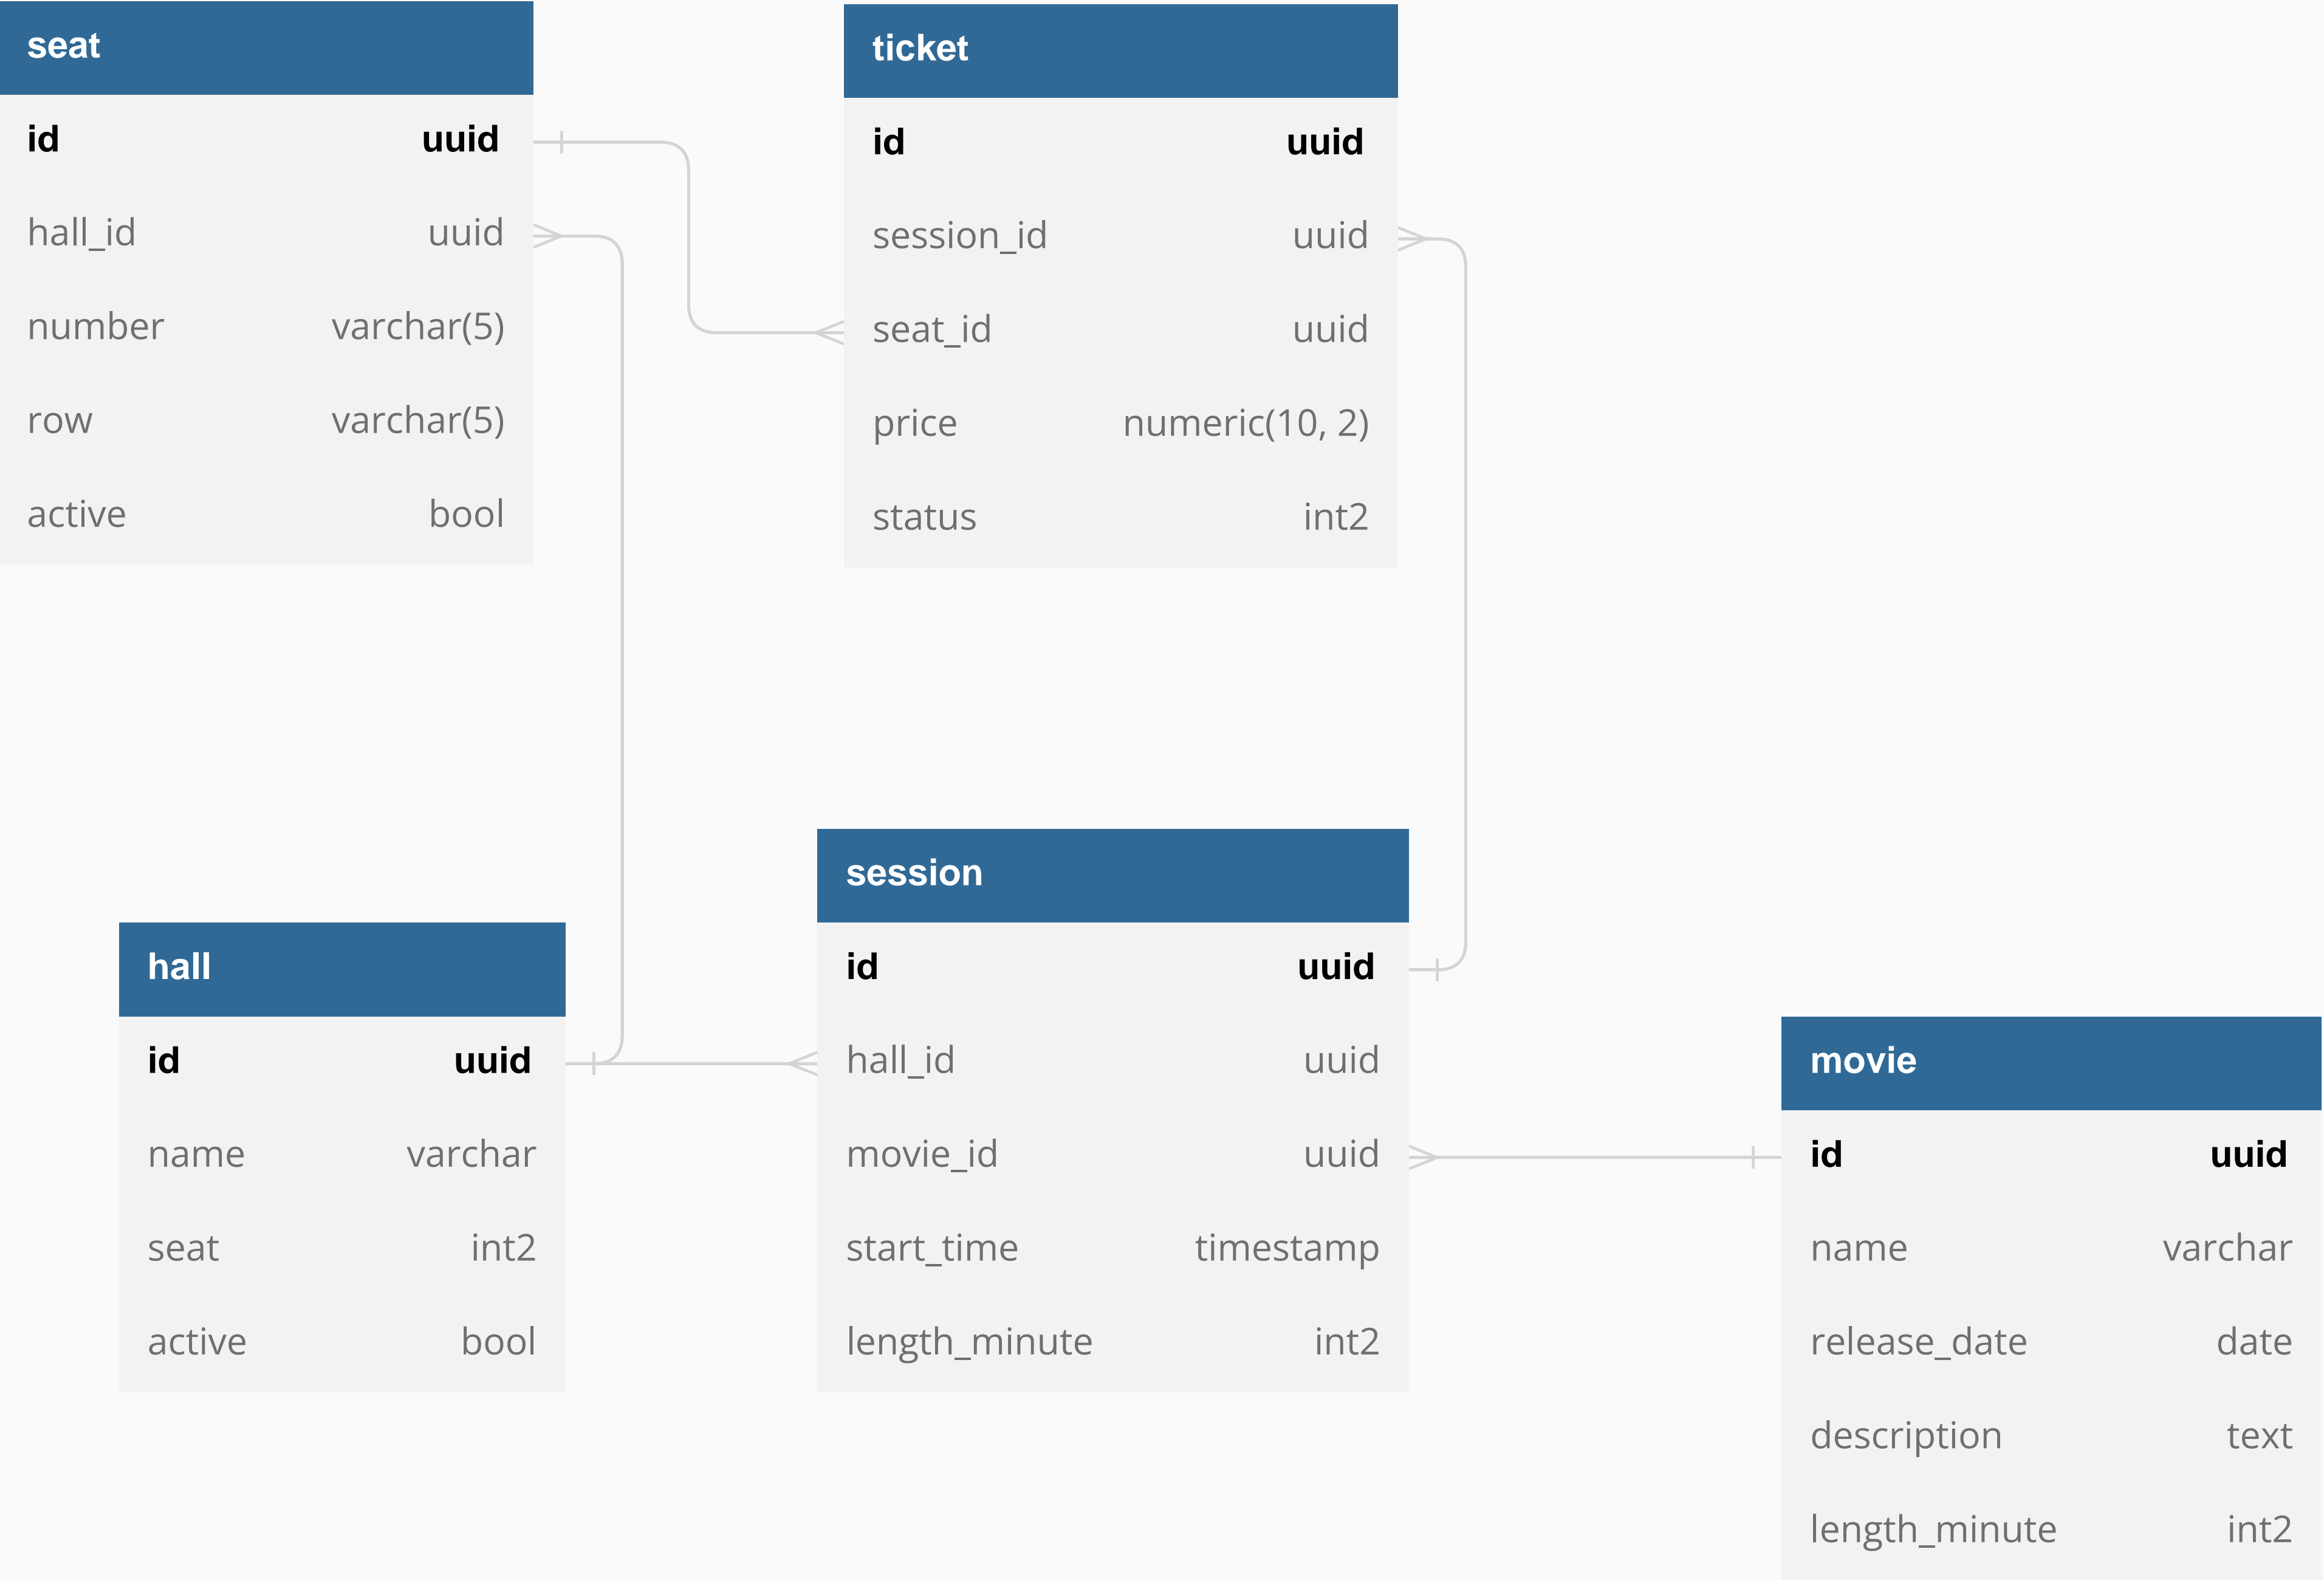 seat
id uuid
hall_id uuid
number varchar(5)
row varchar(5)
active bool
ticket
id uuid
session_id uuid
seat_id uuid
price numeric(10, 2)
status int2
hall
id uuid
name varchar
seat int2
active bool
session
id uuid
hall_id uuid
movie_id uuid
start_time timestamp
length_minute int2
movie
id uuid
name varchar
release_date date
description text
length_minute int2